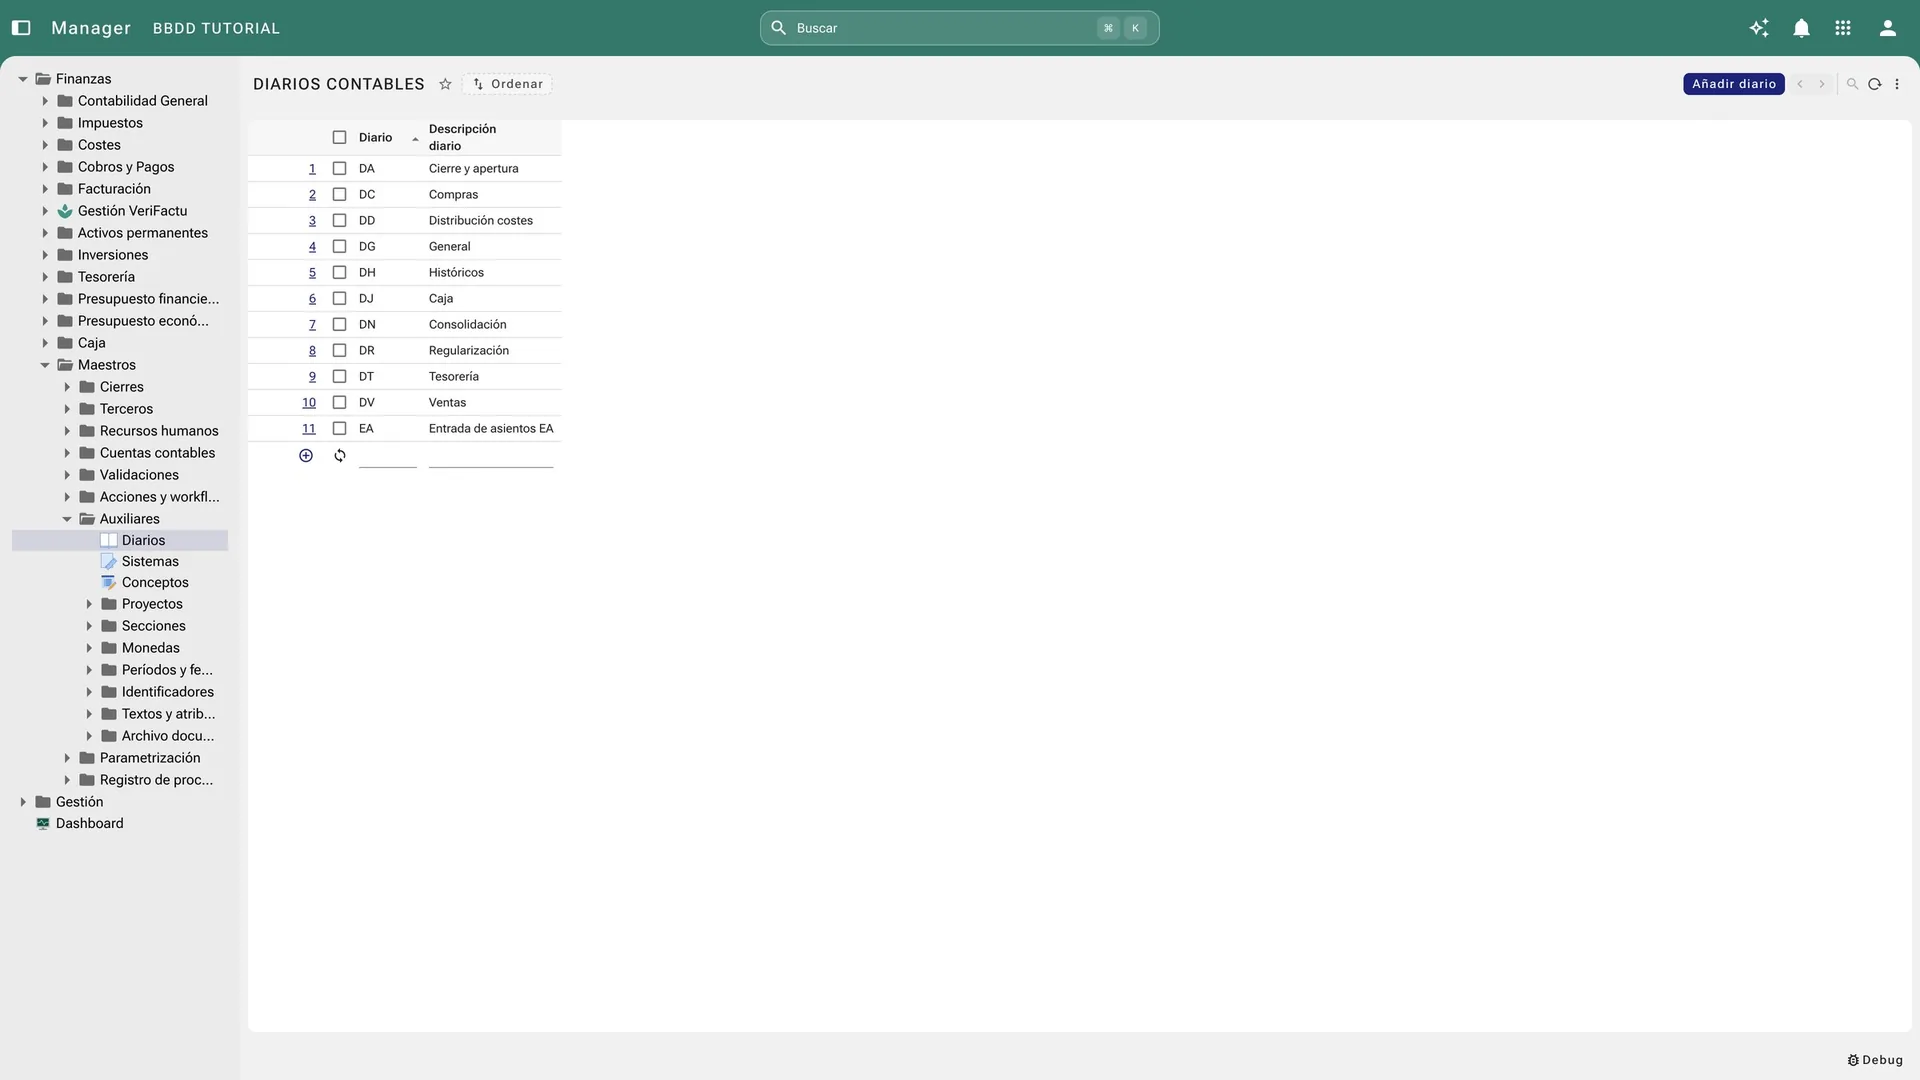 Manager BBDD TUTORIAL
Buscar
⌘ K
Finanzas
Contabilidad General
Impuestos
Costes
Cobros y Pagos
Facturación
Gestión VeriFactu
Activos permanentes
Inversiones
Tesorería
Presupuesto financie...
Presupuesto econó...
Caja
Maestros
Cierres
Terceros
Recursos humanos
Cuentas contables
Validaciones
Acciones y workfl...
Auxiliares
Diarios
Sistemas
Conceptos
Proyectos
Secciones
Monedas
Períodos y fe...
Identificadores
Textos y atrib...
Archivo docu...
Parametrización
Registro de proc...
Gestión
Dashboard
DIARIOS CONTABLES Ordenar
Añadir diario
Diario Descripción
diario
1 DA Cierre y apertura
2 DC Compras
3 DD Distribución costes
4 DG General
5 DH Históricos
6 DJ Caja
7 DN Consolidación
8 DR Regularización
9 DT Tesorería
10 DV Ventas
11 EA Entrada de asientos EA
Debug